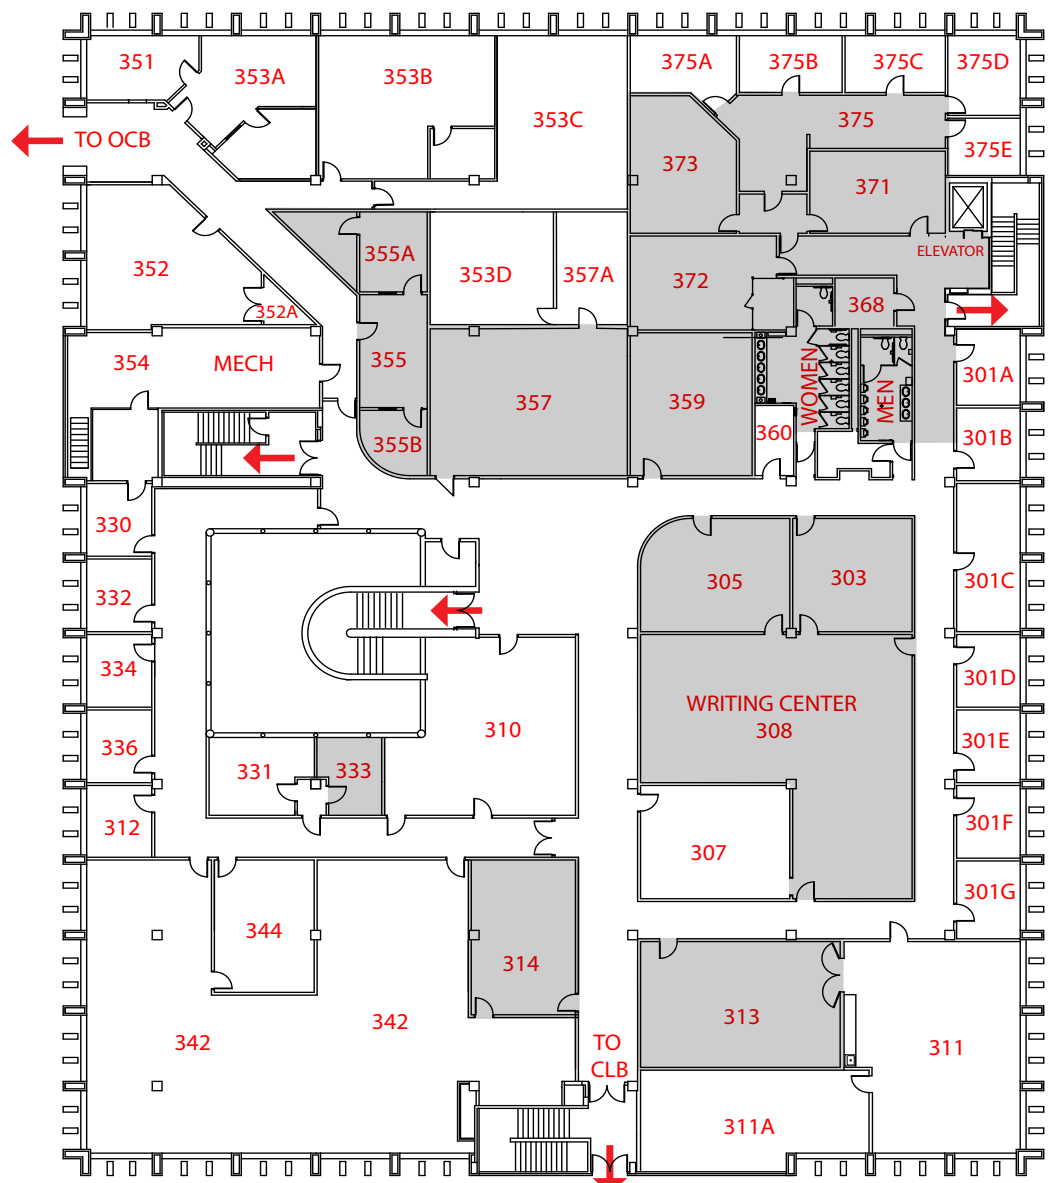 351
353A
353B
353C
375A
375B
375C
375D
TO OCB
375
375E
373
371
352
355A
353D
357A
372
ELEVATOR
352A
368
354
MECH
355
357
359
WOMEN
MEN
301A
355B
360
301B
330
332
305
303
301C
334
301D
336
331
333
310
WRITING CENTER
308
301E
312
307
301F
344
301G
314
342
342
313
311
TO
CLB
311A